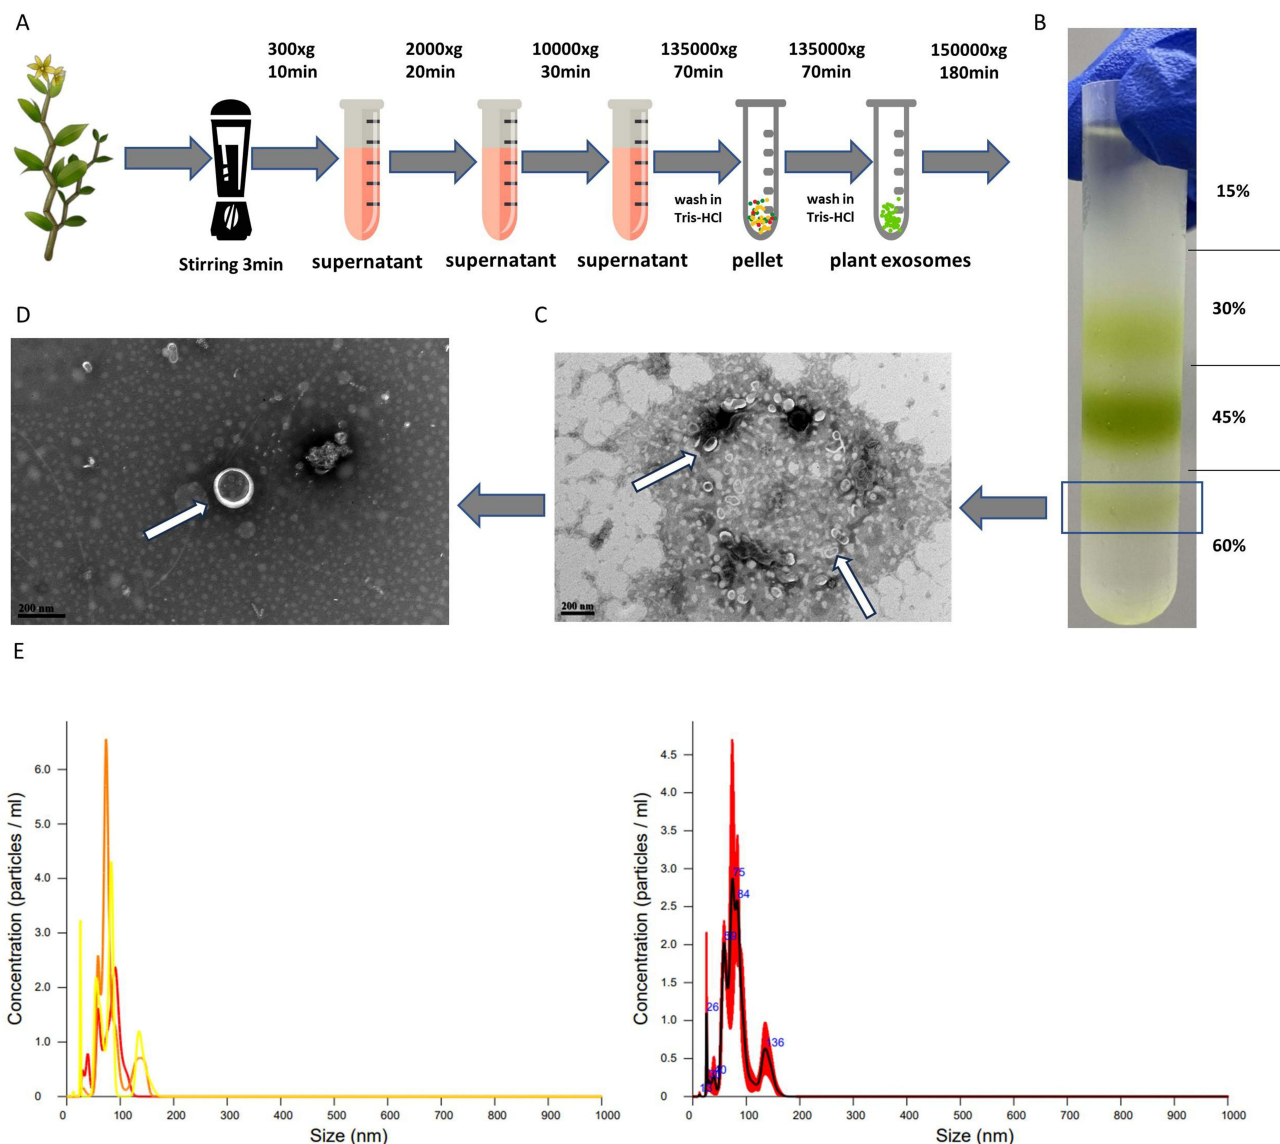 A
B
300xg
10min
2000xg
20min
10000xg
30min
135000xg
70min
135000xg
70min
150000xg
180min
wash in
Tris-HCl
wash in
Tris-HCl
Stirring 3min
supernatant
supernatant
supernatant
pellet
plant exosomes
15%
30%
45%
60%
D
C
200 nm
200 nm
E
Concentration (particles / ml)
6.0
5.0
4.0
3.0
2.0
1.0
0
0 100 200 300 400 500 600 700 800 900 1000
Size (nm)
Concentration (particles / ml)
4.5
4.0
3.5
3.0
2.5
2.0
1.5
1.0
0.5
0
75
84
59
26
40
136
0 100 200 300 400 500 600 700 800 900 1000
Size (nm)